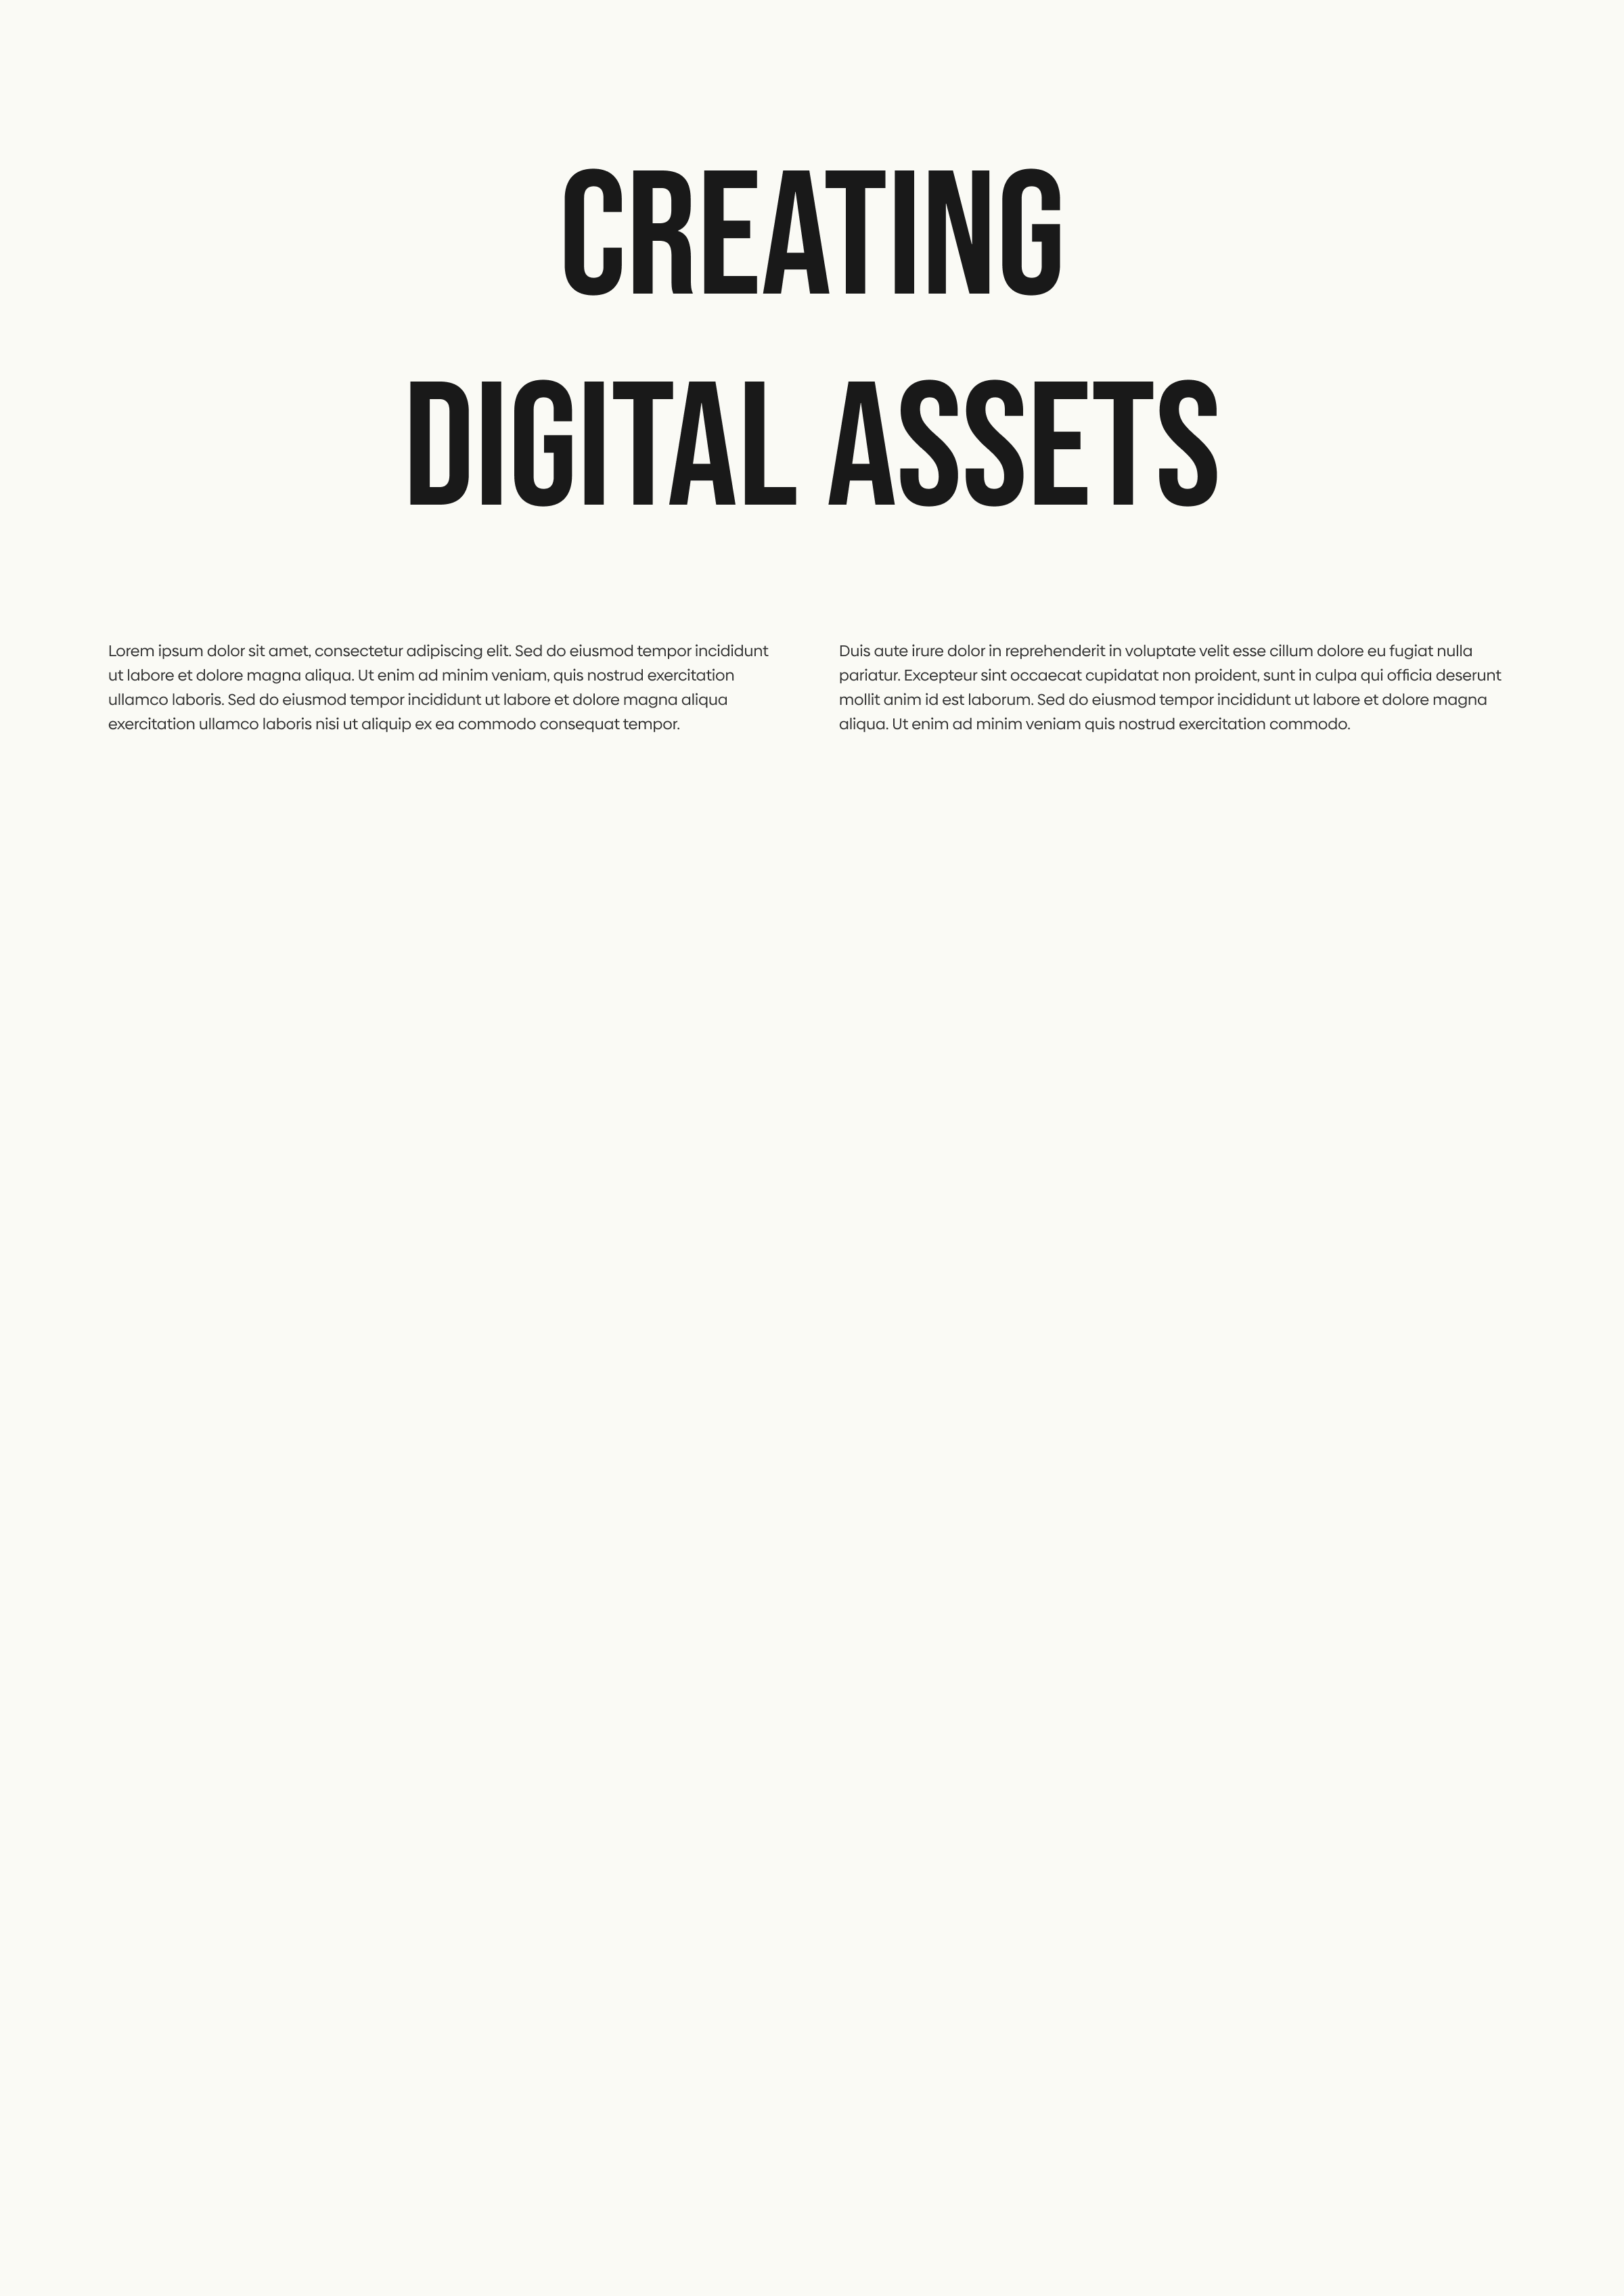 CREATING
DIGITAL ASSETS
Lorem ipsum dolor sit amet, consectetur adipiscing elit. Sed do eiusmod tempor incididunt
ut labore et dolore magna aliqua. Ut enim ad minim veniam, quis nostrud exercitation
ullamco laboris. Sed do eiusmod tempor incididunt ut labore et dolore magna aliqua
exercitation ullamco laboris nisi ut aliquip ex ea commodo consequat tempor.
Duis aute irure dolor in reprehenderit in voluptate velit esse cillum dolore eu fugiat nulla
pariatur. Excepteur sint occaecat cupidatat non proident, sunt in culpa qui officia deserunt
mollit anim id est laborum. Sed do eiusmod tempor incididunt ut labore et dolore magna
aliqua. Ut enim ad minim veniam quis nostrud exercitation commodo.